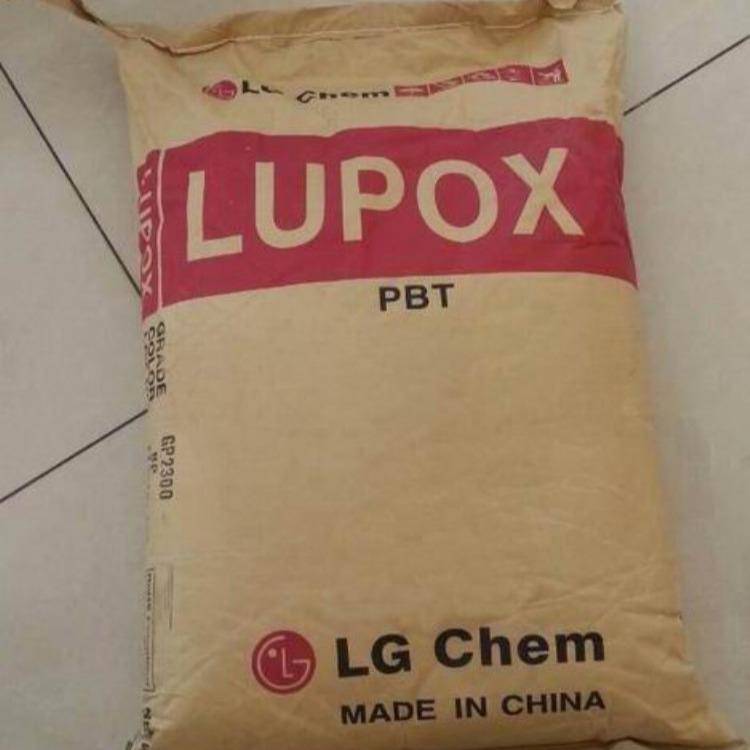 LG Chem
LUPOX
PBT
LUPOX
GRADE GP2300
COLOR
LG Chem
MADE IN CHINA